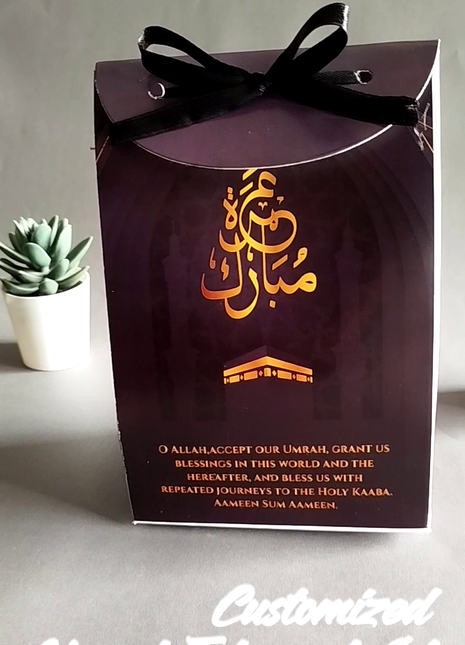 عمرة
مبارك
O ALLAH,ACCEPT OUR UMRAH, GRANT US
BLESSINGS IN THIS WORLD AND THE
HEREAFTER, AND BLESS US WITH
REPEATED JOURNEYS TO THE HOLY KAABA.
AAMEEN SUM AAMEEN.
Customized